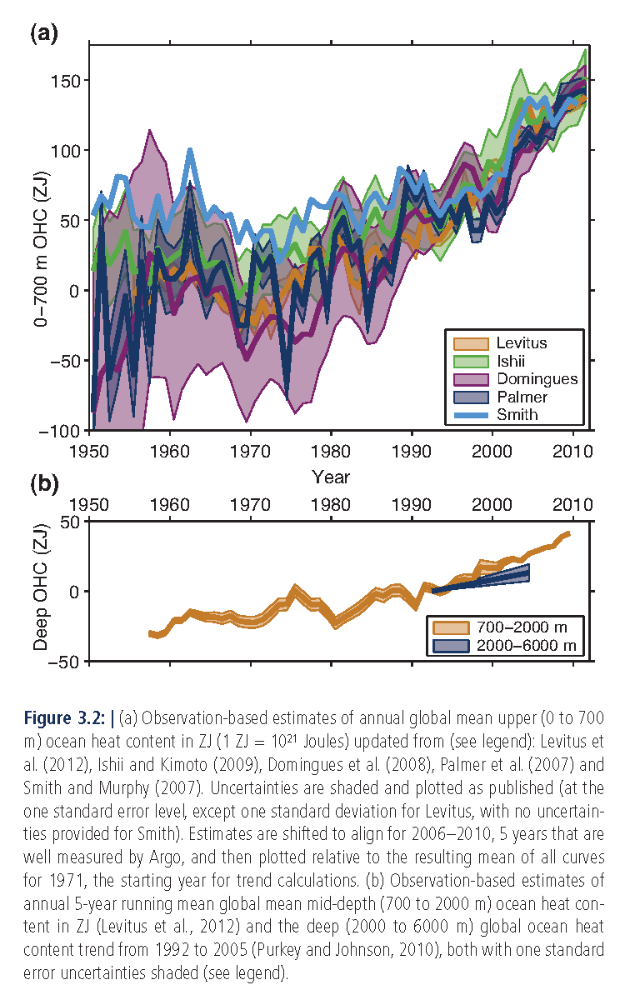 (a)
150
100
50
0
−50
−100
0−700 m OHC (ZJ)
Levitus
Ishii
Domingues
Palmer
Smith
1950 1960 1970 1980 1990 2000 2010
Year
(b)
1950 1960 1970 1980 1990 2000 2010
50
0
−50
Deep OHC (ZJ)
700−2000 m
2000−6000 m
Figure 3.2: | (a) Observation-based estimates of annual global mean upper (0 to 700
m) ocean heat content in ZJ (1 ZJ = 10²¹ Joules) updated from (see legend): Levitus et
al. (2012), Ishii and Kimoto (2009), Domingues et al. (2008), Palmer et al. (2007) and
Smith and Murphy (2007). Uncertainties are shaded and plotted as published (at the
one standard error level, except one standard deviation for Levitus, with no uncertain-
ties provided for Smith). Estimates are shifted to align for 2006–2010, 5 years that are
well measured by Argo, and then plotted relative to the resulting mean of all curves
for 1971, the starting year for trend calculations. (b) Observation-based estimates of
annual 5-year running mean global mean mid-depth (700 to 2000 m) ocean heat con-
tent in ZJ (Levitus et al., 2012) and the deep (2000 to 6000 m) global ocean heat
content trend from 1992 to 2005 (Purkey and Johnson, 2010), both with one standard
error uncertainties shaded (see legend).